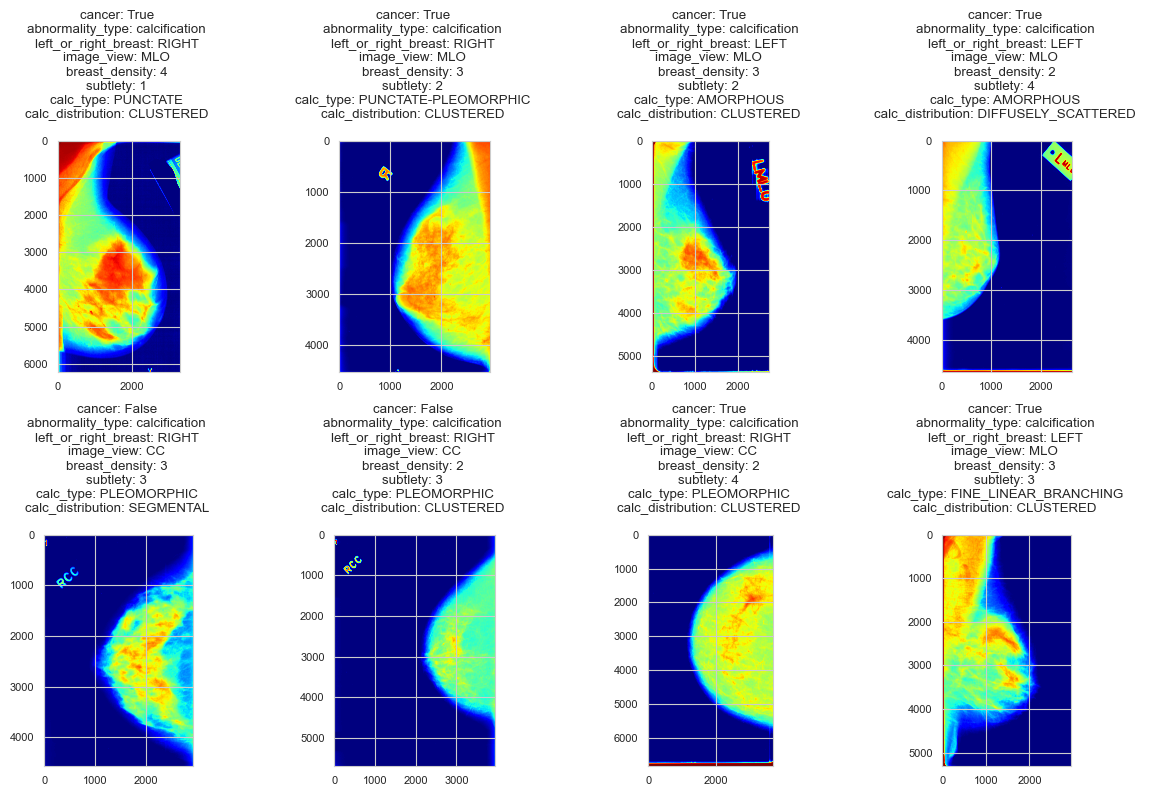 cancer: True
abnormality_type: calcification
left_or_right_breast: RIGHT
image_view: MLO
breast_density: 4
subtlety: 1
calc_type: PUNCTATE
calc_distribution: CLUSTERED
0
1000
2000
3000
4000
5000
6000
0
2000
cancer: True
abnormality_type: calcification
left_or_right_breast: RIGHT
image_view: MLO
breast_density: 3
subtlety: 2
calc_type: PUNCTATE-PLEOMORPHIC
calc_distribution: CLUSTERED
0
1000
2000
3000
4000
0
1000
2000
cancer: True
abnormality_type: calcification
left_or_right_breast: LEFT
image_view: MLO
breast_density: 3
subtlety: 2
calc_type: AMORPHOUS
calc_distribution: CLUSTERED
LMLO
0
1000
2000
3000
4000
5000
0
1000
2000
cancer: True
abnormality_type: calcification
left_or_right_breast: LEFT
image_view: MLO
breast_density: 2
subtlety: 4
calc_type: AMORPHOUS
calc_distribution: DIFFUSELY_SCATTERED
0
1000
2000
3000
4000
0
1000
2000
cancer: False
abnormality_type: calcification
left_or_right_breast: RIGHT
image_view: CC
breast_density: 3
subtlety: 3
calc_type: PLEOMORPHIC
calc_distribution: SEGMENTAL
RCC
0
1000
2000
3000
4000
0
1000
2000
cancer: False
abnormality_type: calcification
left_or_right_breast: RIGHT
image_view: CC
breast_density: 2
subtlety: 3
calc_type: PLEOMORPHIC
calc_distribution: CLUSTERED
RCC
0
1000
2000
3000
4000
5000
0
1000
2000
3000
cancer: True
abnormality_type: calcification
left_or_right_breast: RIGHT
image_view: CC
breast_density: 2
subtlety: 4
calc_type: PLEOMORPHIC
calc_distribution: CLUSTERED
0
1000
2000
3000
4000
5000
6000
0
2000
cancer: True
abnormality_type: calcification
left_or_right_breast: LEFT
image_view: MLO
breast_density: 3
subtlety: 3
calc_type: FINE_LINEAR_BRANCHING
calc_distribution: CLUSTERED
0
1000
2000
3000
4000
5000
0
1000
2000